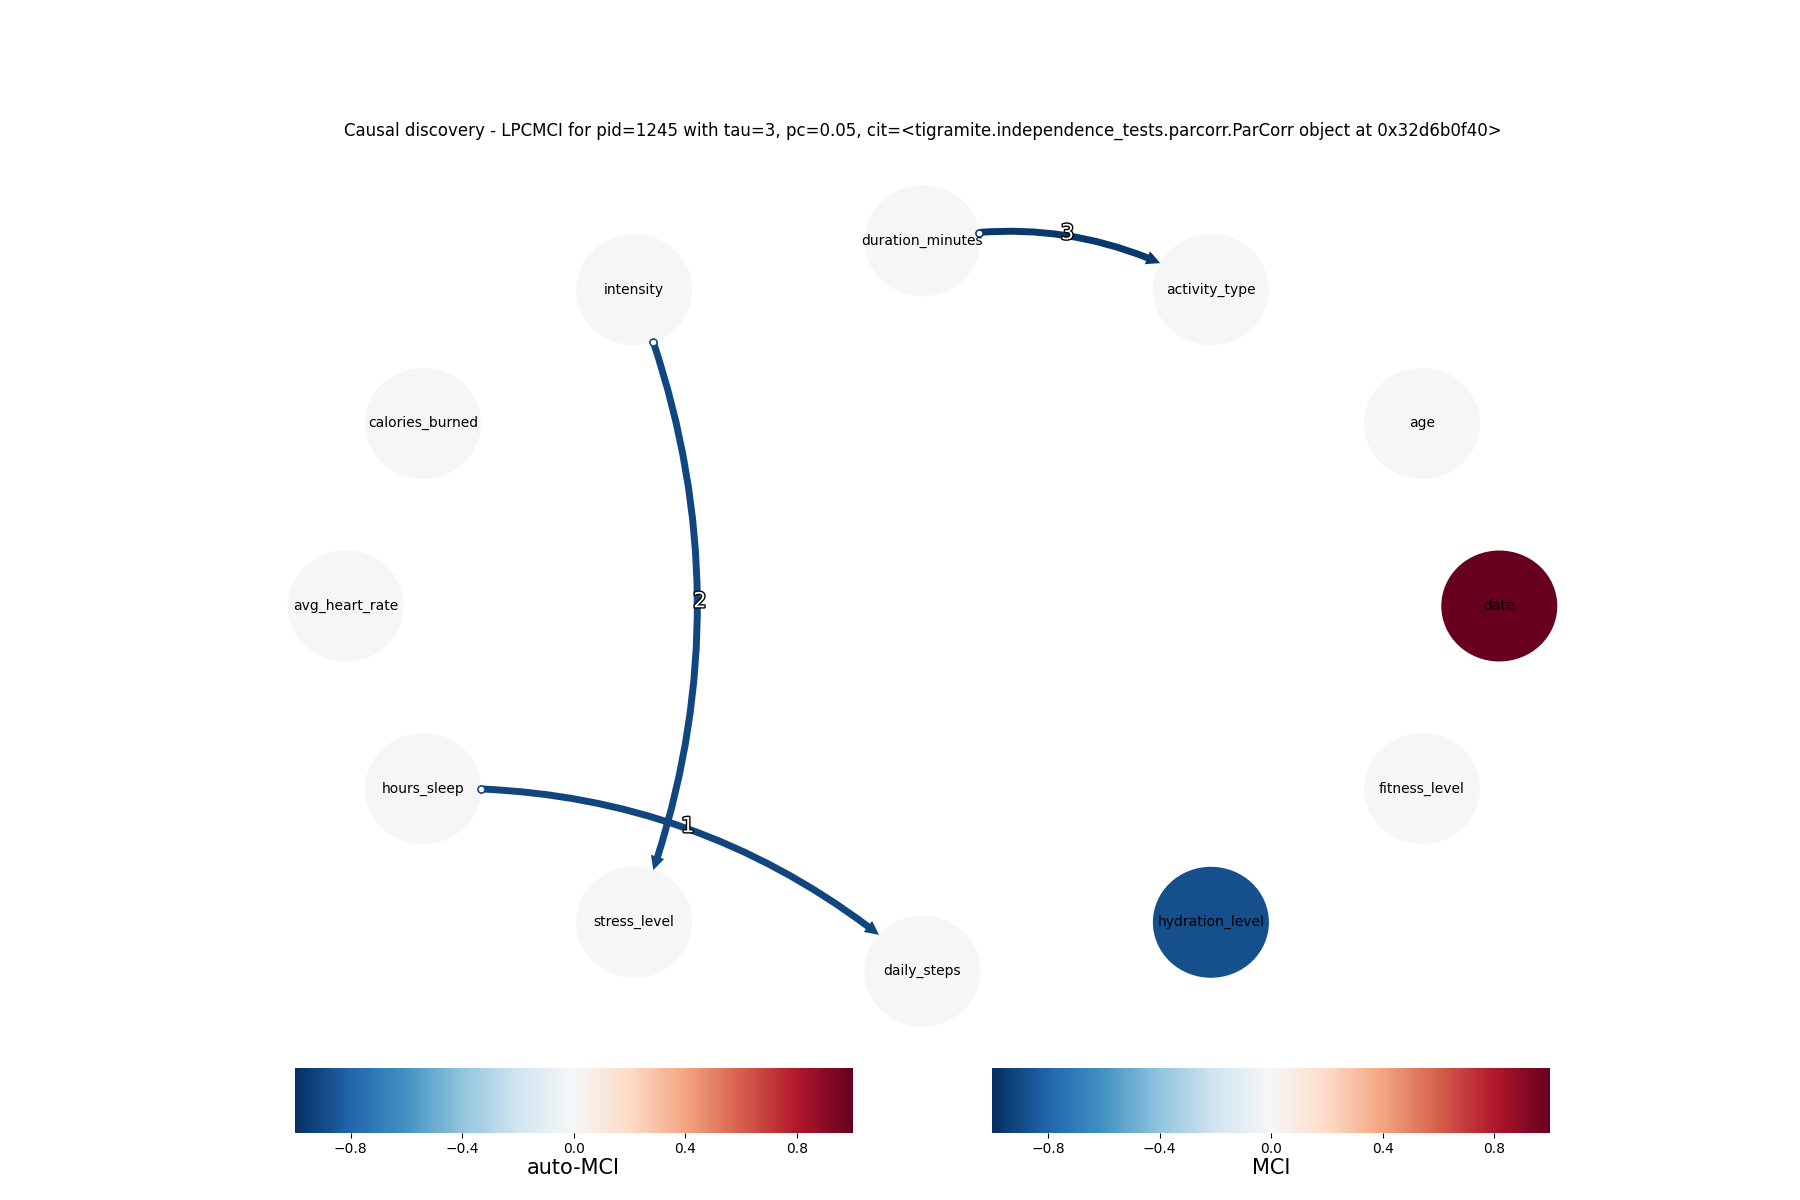 Causal discovery - LPCMCI for pid=1245 with tau=3, pc=0.05, cit=<tigramite.independence_tests.parcorr.ParCorr object at 0x32d6b0f40>
duration_minutes
3
intensity
activity_type
calories_burned
age
avg_heart_rate
2
date
hours_sleep
fitness_level
1
stress_level
hydration_level
daily_steps
−0.8 −0.4 0.0 0.4 0.8
auto-MCI
−0.8 −0.4 0.0 0.4 0.8
MCI